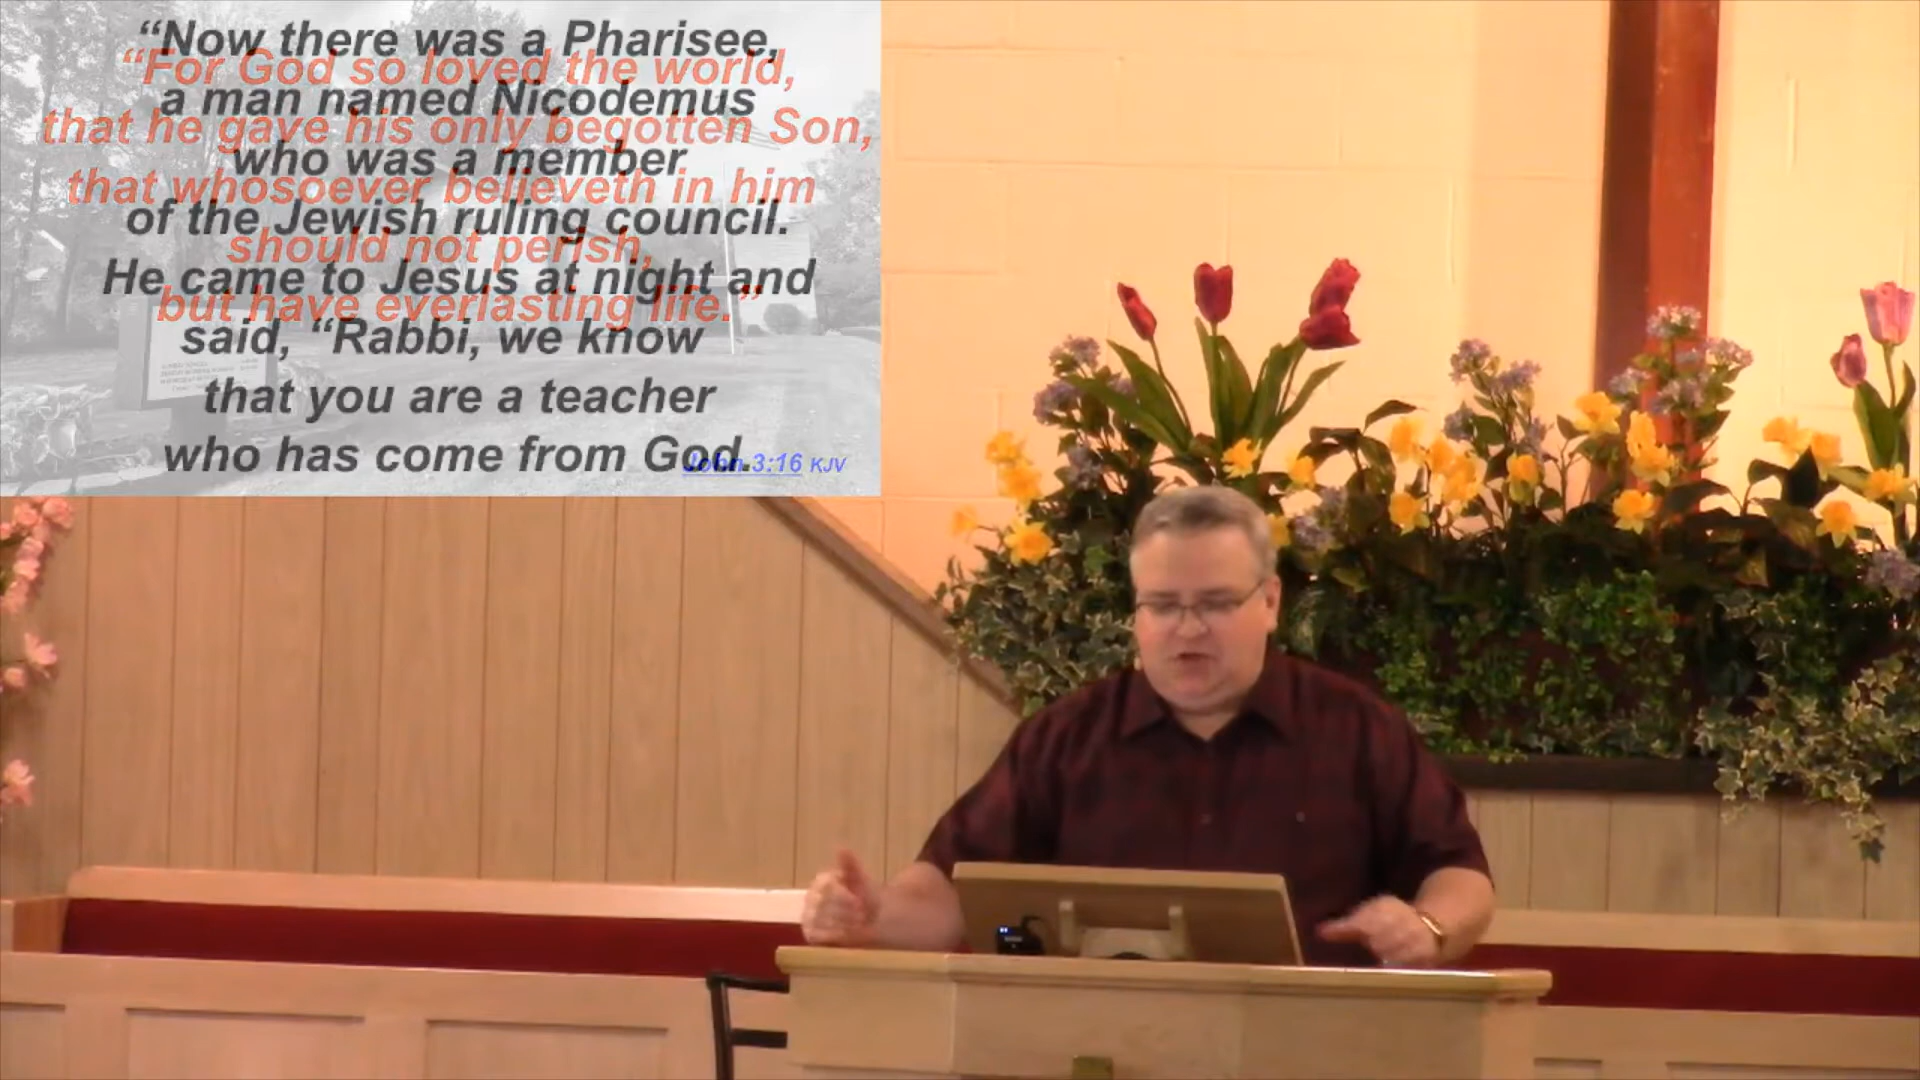 “Now there was a Pharisee,
a man named Nicodemus
who was a member
of the Jewish ruling council.
He came to Jesus at night and
said, “Rabbi, we know
that you are a teacher
who has come from God.
“For God so loved the world,
that he gave his only begotten Son,
that whosoever believeth in him
should not perish,
but have everlasting life.”
John 3:16 KJV